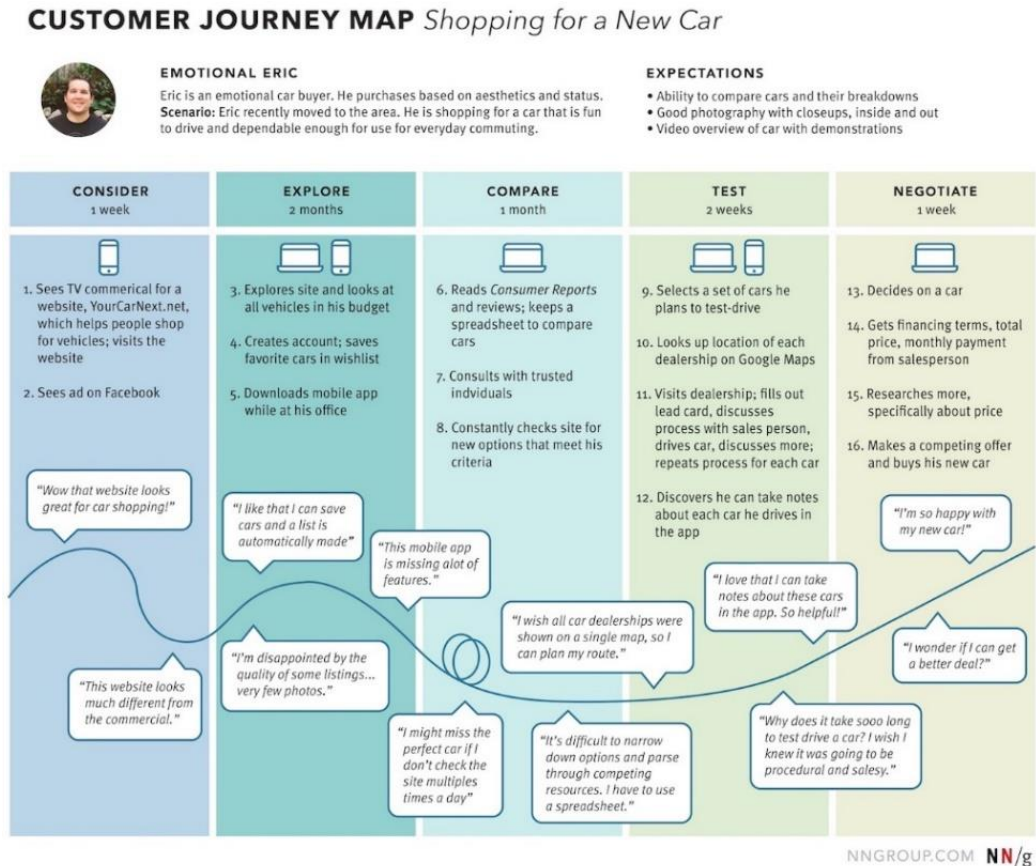 CUSTOMER JOURNEY MAP Shopping for a New Car
EMOTIONAL ERIC
Eric is an emotional car buyer. He purchases based on aesthetics and status.
Scenario: Eric recently moved to the area. He is shopping for a car that is fun
to drive and dependable enough for use for everyday commuting.
EXPECTATIONS
• Ability to compare cars and their breakdowns
• Good photography with closeups, inside and out
• Video overview of car with demonstrations
CONSIDER
1 week
EXPLORE
2 months
COMPARE
1 month
TEST
2 weeks
NEGOTIATE
1 week
1. Sees TV commerical for a
website, YourCarNext.net,
which helps people shop
for vehicles; visits the
website
2. Sees ad on Facebook
3. Explores site and looks at
all vehicles in his budget
4. Creates account; saves
favorite cars in wishlist
5. Downloads mobile app
while at his office
6. Reads Consumer Reports
and reviews; keeps a
spreadsheet to compare
cars
7. Consults with trusted
indviduals
8. Constantly checks site for
new options that meet his
criteria
9. Selects a set of cars he
plans to test-drive
10. Looks up location of each
dealership on Google Maps
11. Visits dealership; fills out
lead card, discusses
process with sales person,
drives car, discusses more;
repeats process for each car
12. Discovers he can take notes
about each car he drives in
the app
13. Decides on a car
14. Gets financing terms, total
price, monthly payment
from salesperson
15. Researches more,
specifically about price
16. Makes a competing offer
and buys his new car
"Wow that website looks
great for car shopping!"
"This website looks
much different from
the commercial."
"I like that I can save
cars and a list is
automatically made"
"I'm disappointed by the
quality of some listings...
very few photos."
"This mobile app
is missing alot of
features."
"I might miss the
perfect car if I
don't check the
site multiples
times a day"
"I wish all car dealerships were
shown on a single map, so I
can plan my route."
"It's difficult to narrow
down options and parse
through competing
resources. I have to use
a spreadsheet."
"I love that I can take
notes about these cars
in the app. So helpful!"
"Why does it take sooo long
to test drive a car? I wish I
knew it was going to be
procedural and salesy."
"I'm so happy with
my new car!"
"I wonder if I can get
a better deal?"
NNGROUP.COM NN/g